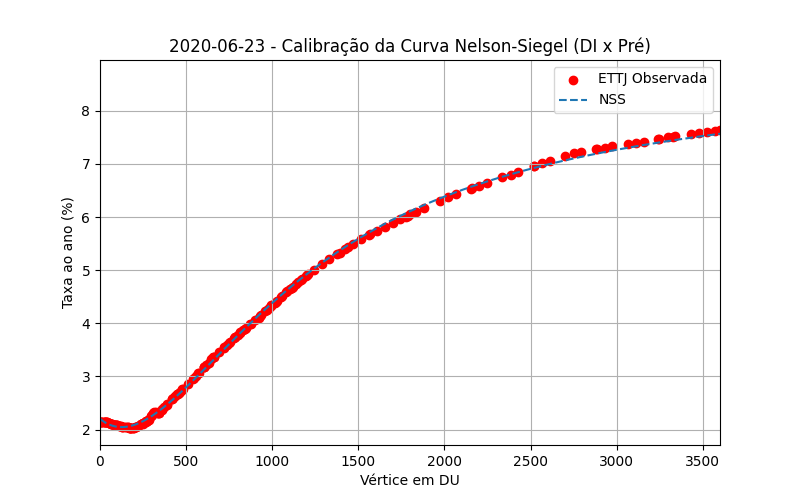 2020-06-23 - Calibração da Curva Nelson-Siegel (DI x Pré)
ETTJ Observada
NSS
Taxa ao ano (%)
8
7
6
5
4
3
2
0 500 1000 1500 2000 2500 3000 3500
Vértice em DU